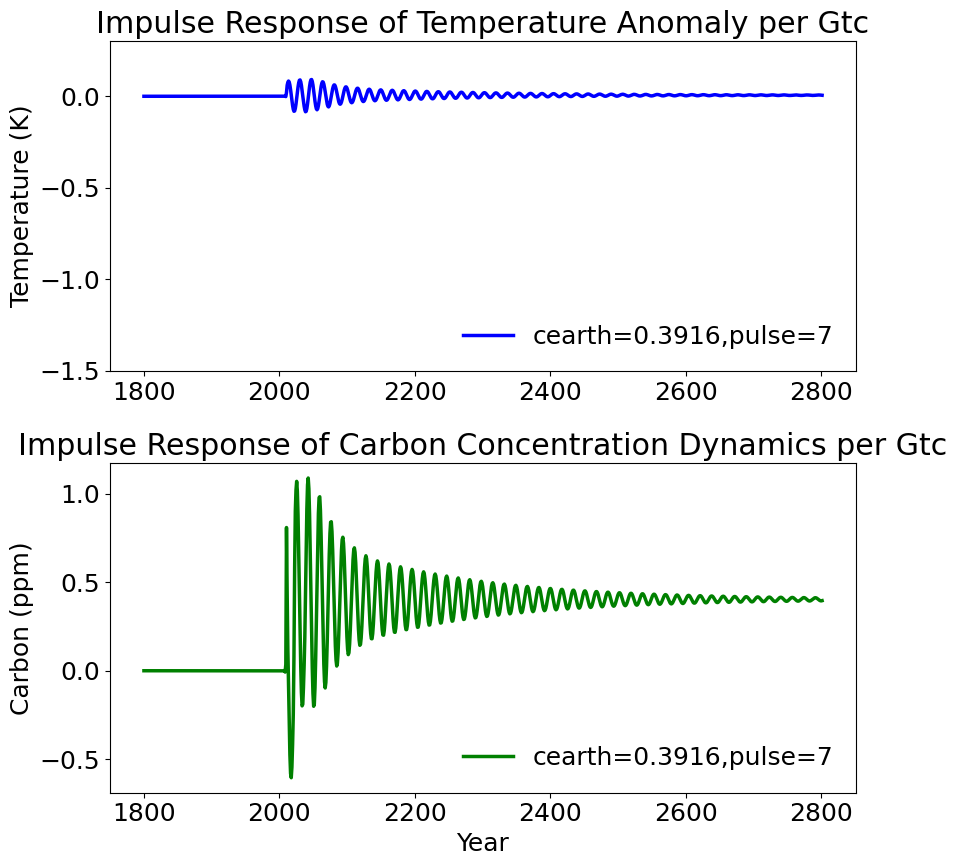 Impulse Response of Temperature Anomaly per Gtc
Temperature (K)
0.0
−0.5
−1.0
−1.5
cearth=0.3916,pulse=7
1800 2000 2200 2400 2600 2800
Impulse Response of Carbon Concentration Dynamics per Gtc
Carbon (ppm)
1.0
0.5
0.0
−0.5
cearth=0.3916,pulse=7
1800 2000 2200 2400 2600 2800
Year